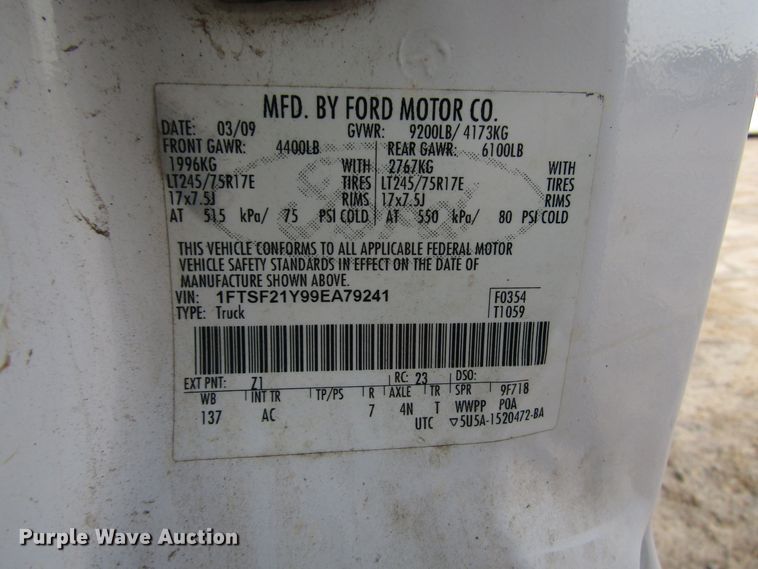 MFD. BY FORD MOTOR CO.
DATE: 03/09 GVWR: 9200LB/ 4173KG
FRONT GAWR: 4400LB REAR GAWR: 6100LB
1996KG WITH 2767KG WITH
LT245/75R17E TIRES LT245/75R17E TIRES
17x7.5J RIMS 17x7.5J RIMS
AT 515 kPa/ 75 PSI COLD AT 550 kPa/ 80 PSI COLD
THIS VEHICLE CONFORMS TO ALL APPLICABLE FEDERAL MOTOR
VEHICLE SAFETY STANDARDS IN EFFECT ON THE DATE OF
MANUFACTURE SHOWN ABOVE.
VIN: 1FTSF21Y99EA79241 F0354
TYPE: Truck T1059
EXT PNT: Z1 RC: 23 DSO:
WB INT TR TP/PS R AXLE TR SPR 9F718
137 AC 7 4N T WWPP POA
UTC ▽5U5A-1520472-BA
Purple Wave Auction